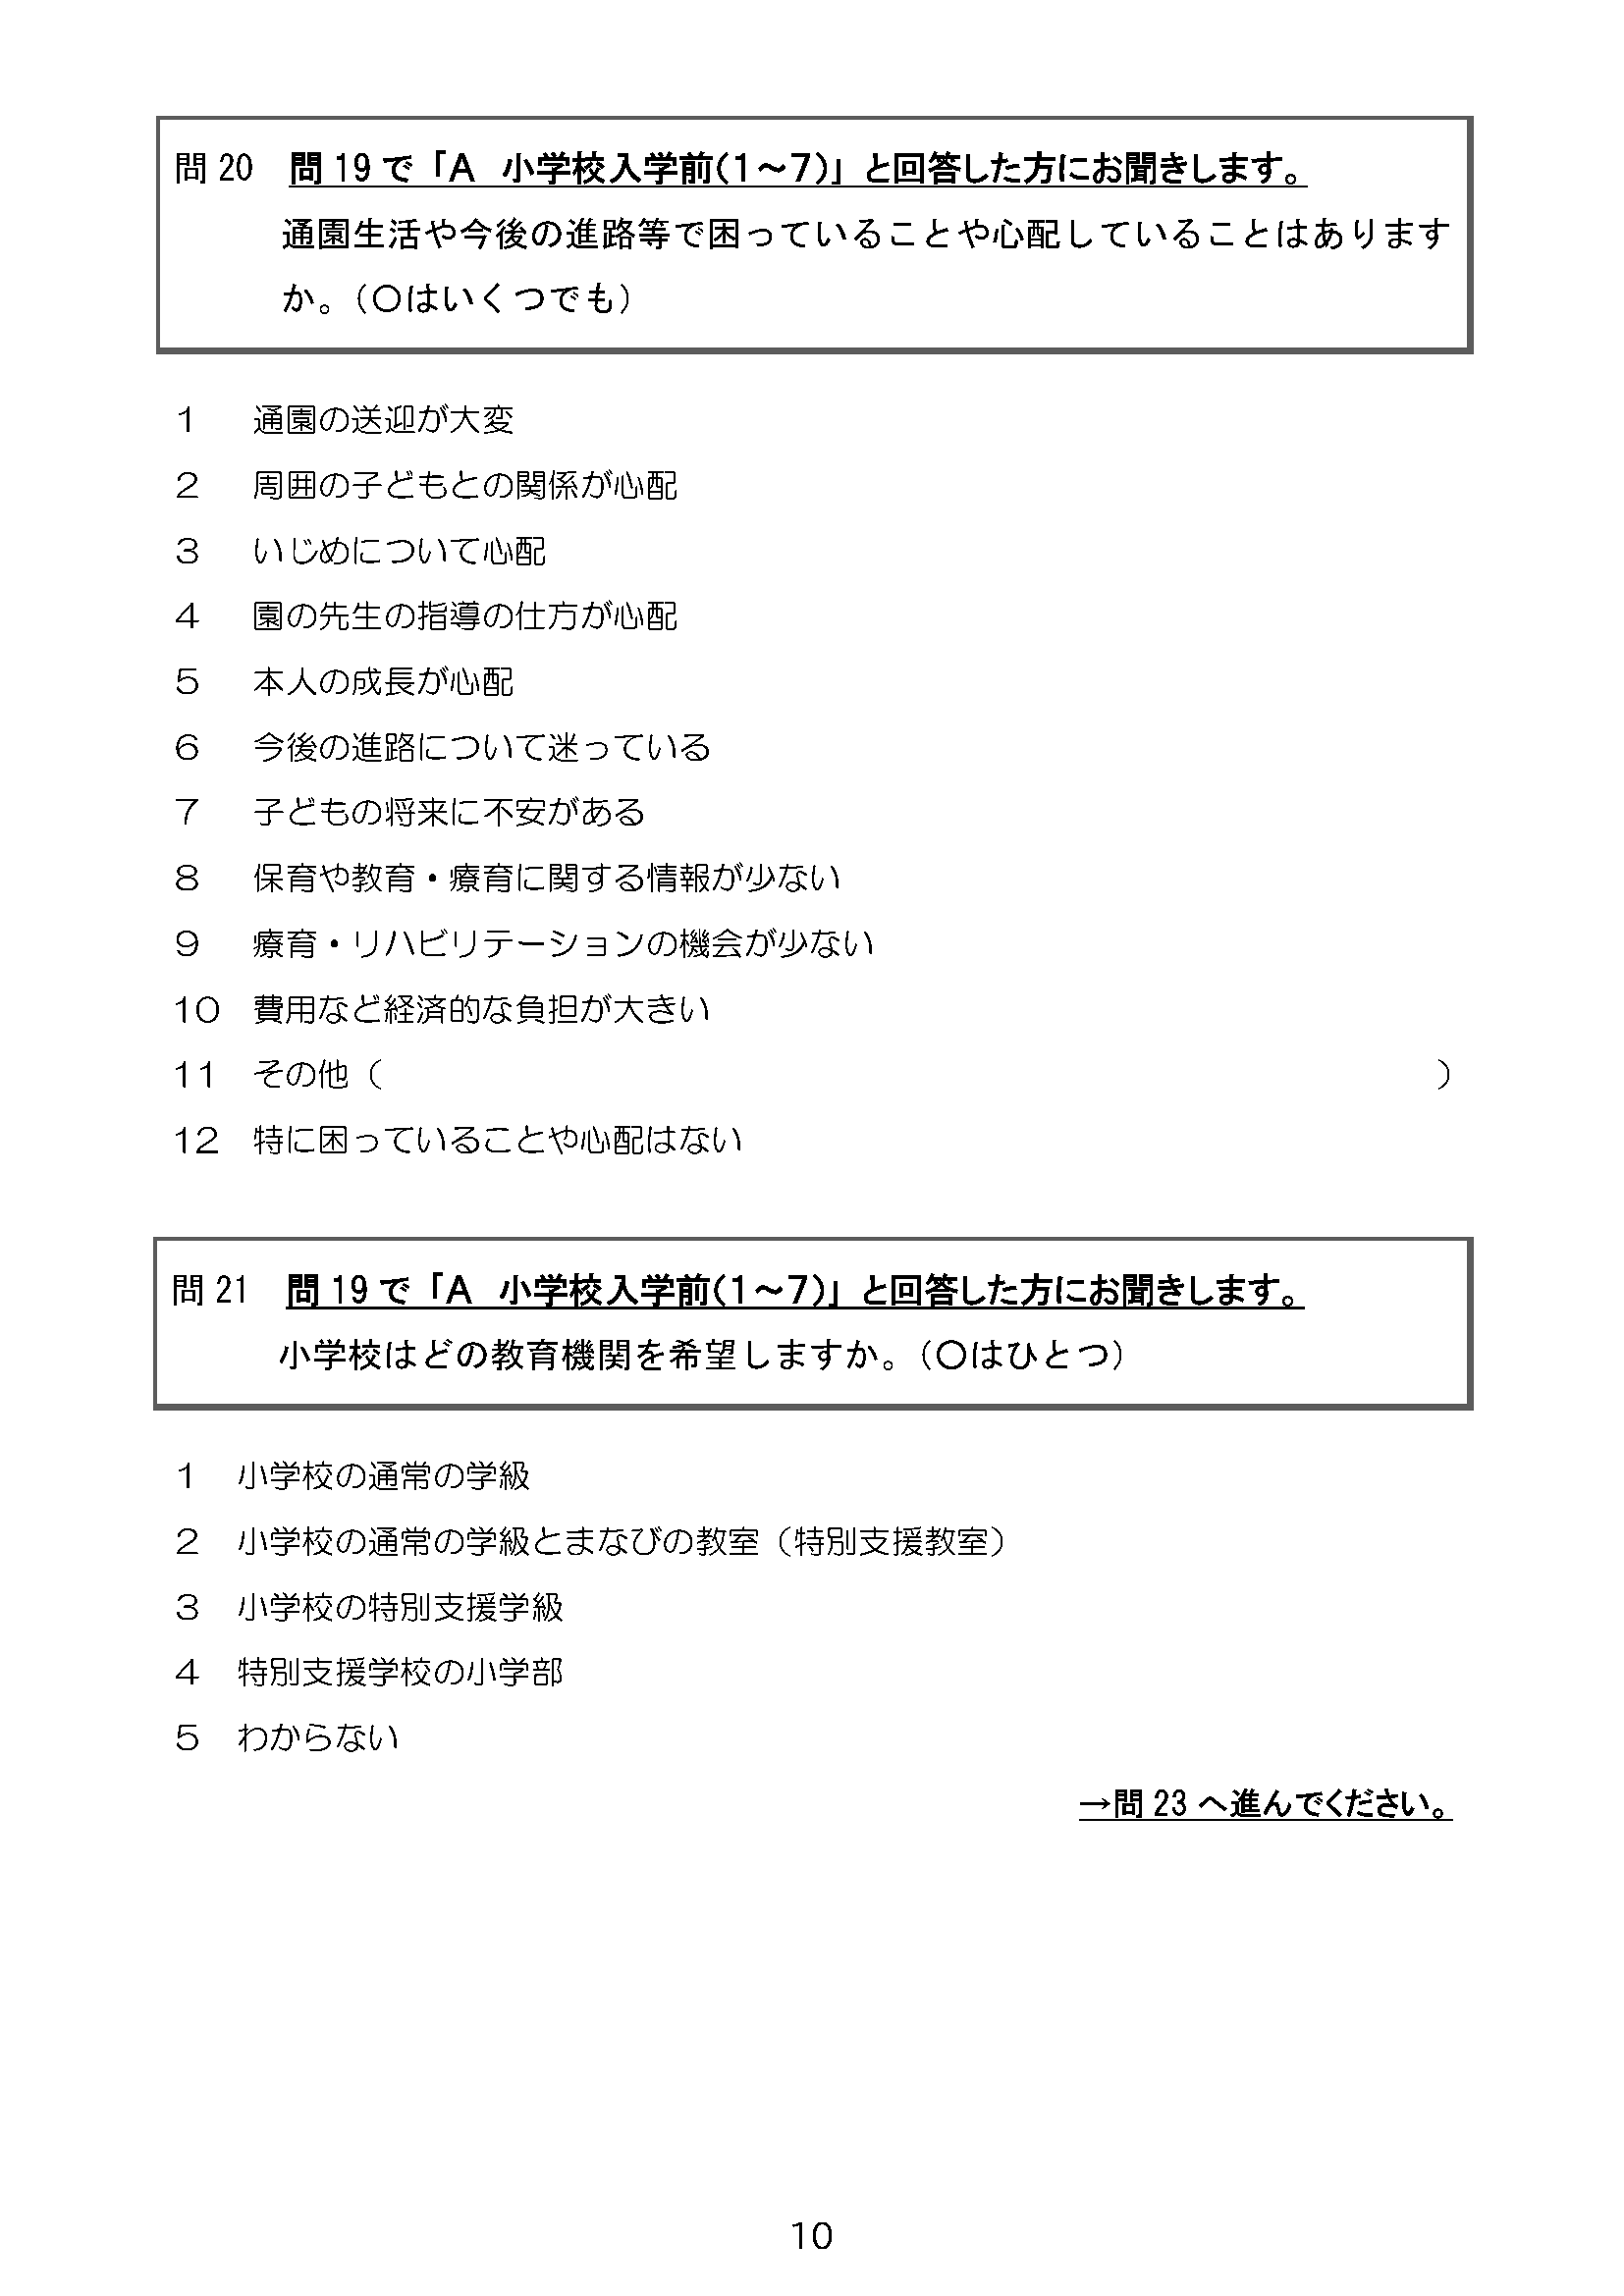 問 20　問 19 で「A　小学校入学前（1～7）」と回答した方にお聞きします。
通園生活や今後の進路等で困っていることや心配していることはあります
か。（〇はいくつでも）
1　通園の送迎が大変
2　周囲の子どもとの関係が心配
3　いじめについて心配
4　園の先生の指導の仕方が心配
5　本人の成長が心配
6　今後の進路について迷っている
7　子どもの将来に不安がある
8　保育や教育・療育に関する情報が少ない
9　療育・リハビリテーションの機会が少ない
10　費用など経済的な負担が大きい
11　その他（　　　　　　　　　　　　　　　　）
12　特に困っていることや心配はない
問 21　問 19 で「A　小学校入学前（1～7）」と回答した方にお聞きします。
小学校はどの教育機関を希望しますか。（〇はひとつ）
1　小学校の通常の学級
2　小学校の通常の学級とまなびの教室（特別支援教室）
3　小学校の特別支援学級
4　特別支援学校の小学部
5　わからない
→問 23 へ進んでください。
10